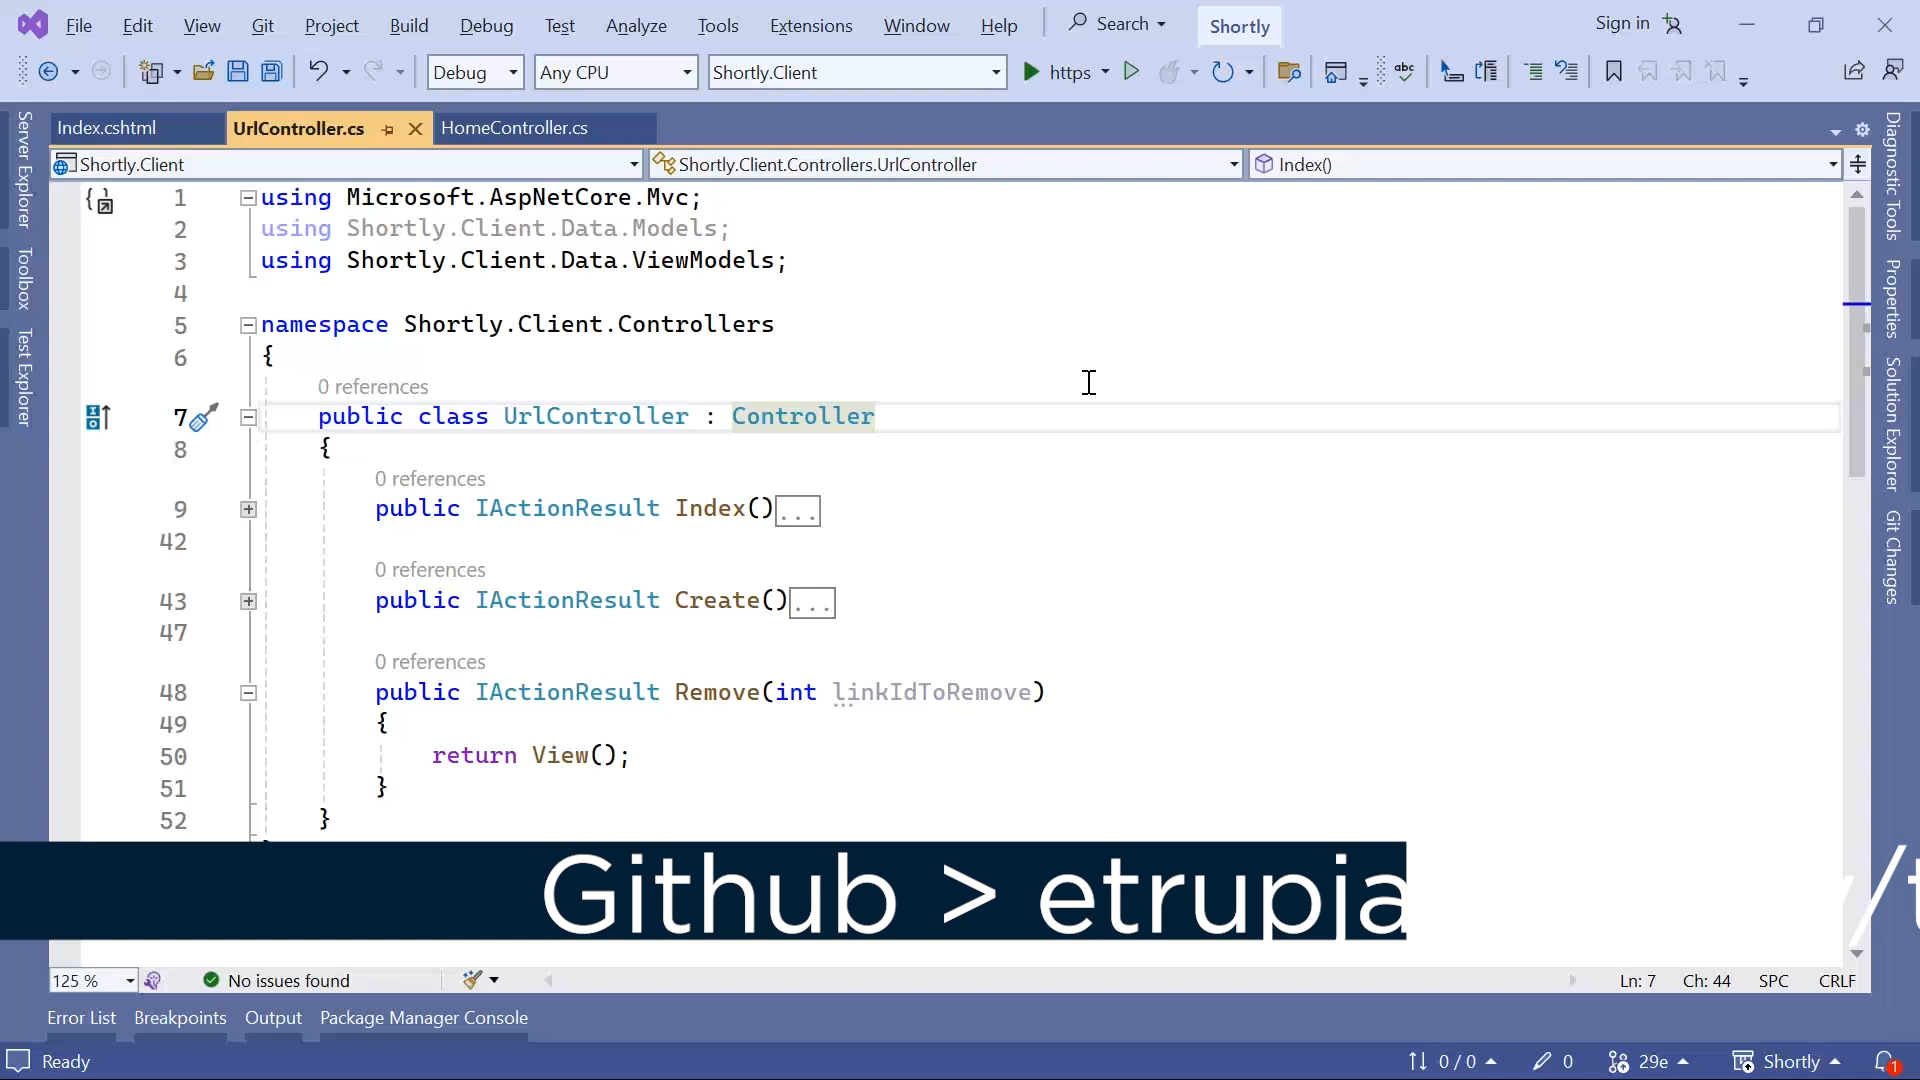 File Edit View Git Project Build Debug Test Analyze Tools Extensions Window Help Search Shortly Sign in
Debug Any CPU Shortly.Client https abc
Index.cshtml UrlController.cs HomeController.cs
Shortly.Client Shortly.Client.Controllers.UrlController Index()
Server Explorer
Toolbox
Test Explorer
1 using Microsoft.AspNetCore.Mvc;
2 using Shortly.Client.Data.Models;
3 using Shortly.Client.Data.ViewModels;
4
5 namespace Shortly.Client.Controllers
6 {
0 references
7 public class UrlController : Controller
8 {
0 references
9 public IActionResult Index()...
42
0 references
43 public IActionResult Create()...
47
0 references
48 public IActionResult Remove(int linkIdToRemove)
49 {
50 return View();
51 }
52 }
Github > etrupja
Diagnostic Tools
Properties
Solution Explorer
Git Changes
125 % No issues found Ln: 7 Ch: 44 SPC CRLF
Error List Breakpoints Output Package Manager Console
Ready 0 / 0 0 29e Shortly 1